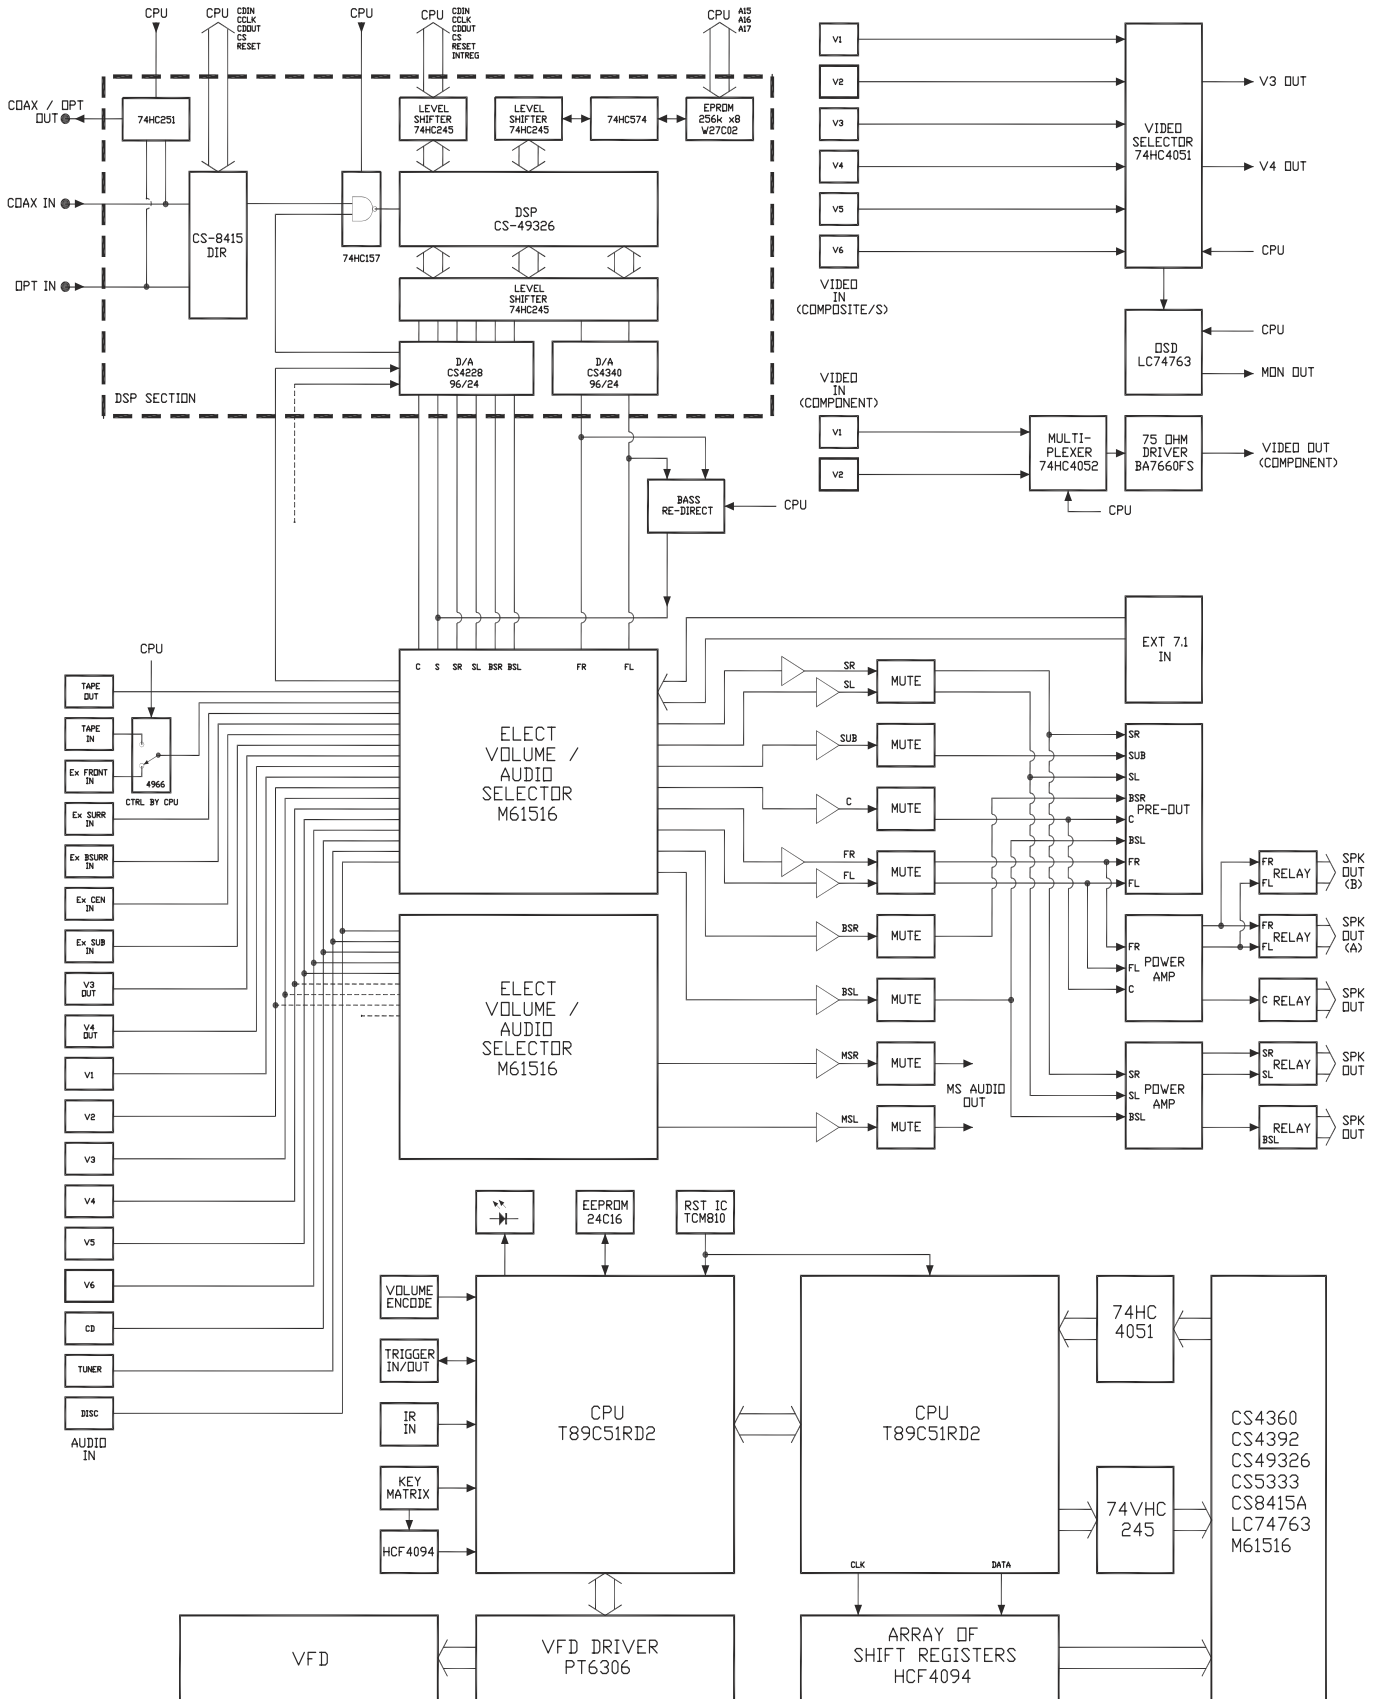 CPU
CDIN
CCLK
CDOUT
CS
RESET
CPU
CPU
CDIN
CCLK
CDOUT
CS
RESET
INTREG
CPU
A15
A16
A17
COAX / OPT
OUT
74HC251
LEVEL
SHIFTER
74HC245
LEVEL
SHIFTER
74HC245
74HC574
EPROM
256k x8
W27C02
COAX IN
OPT IN
CS-8415
DIR
74HC157
DSP
CS-49326
LEVEL
SHIFTER
74HC245
D/A
CS4228
96/24
D/A
CS4340
96/24
DSP SECTION
BASS
RE-DIRECT
CPU
V1
V2
V3
V4
V5
V6
VIDEO
IN
(COMPOSITE/S)
VIDEO
SELECTOR
74HC4051
V3 OUT
V4 OUT
CPU
OSD
LC74763
CPU
MON OUT
VIDEO
IN
(COMPONENT)
V1
V2
MULTI-
PLEXER
74HC4052
CPU
75 OHM
DRIVER
BA7660FS
VIDEO OUT
(COMPONENT)
EXT 7.1
IN
CPU
TAPE
OUT
TAPE
IN
Ex FRONT
IN
4966
CTRL BY CPU
Ex SURR
IN
Ex BSURR
IN
Ex CEN
IN
Ex SUB
IN
V3
OUT
V4
OUT
V1
V2
V3
V4
V5
V6
CD
TUNER
DISC
AUDIO
IN
C S SR SL BSR BSL FR FL
ELECT
VOLUME /
AUDIO
SELECTOR
M61516
ELECT
VOLUME /
AUDIO
SELECTOR
M61516
SR
SL
MUTE
SUB
MUTE
C
MUTE
FR
FL
MUTE
BSR
MUTE
BSL
MUTE
MSR
MUTE
MS AUDIO
OUT
MSL
MUTE
SR
SUB
SL
BSR
PRE-OUT
C
BSL
FR
FL
FR
FL
C
POWER
AMP
SR
SL
BSL
POWER
AMP
FR
FL
RELAY
SPK
OUT
(B)
FR
FL
RELAY
SPK
OUT
(A)
C RELAY
SPK
OUT
SR
SL
RELAY
SPK
OUT
RELAY
BSL
SPK
OUT
EEPROM
24C16
RST IC
TCM810
VOLUME
ENCODE
TRIGGER
IN/OUT
IR
IN
KEY
MATRIX
HCF4094
CPU
T89C51RD2
CPU
T89C51RD2
CLK
DATA
74HC
4051
74VHC
245
CS4360
CS4392
CS49326
CS5333
CS8415A
LC74763
M61516
VFD
VFD DRIVER
PT6306
ARRAY OF
SHIFT REGISTERS
HCF4094